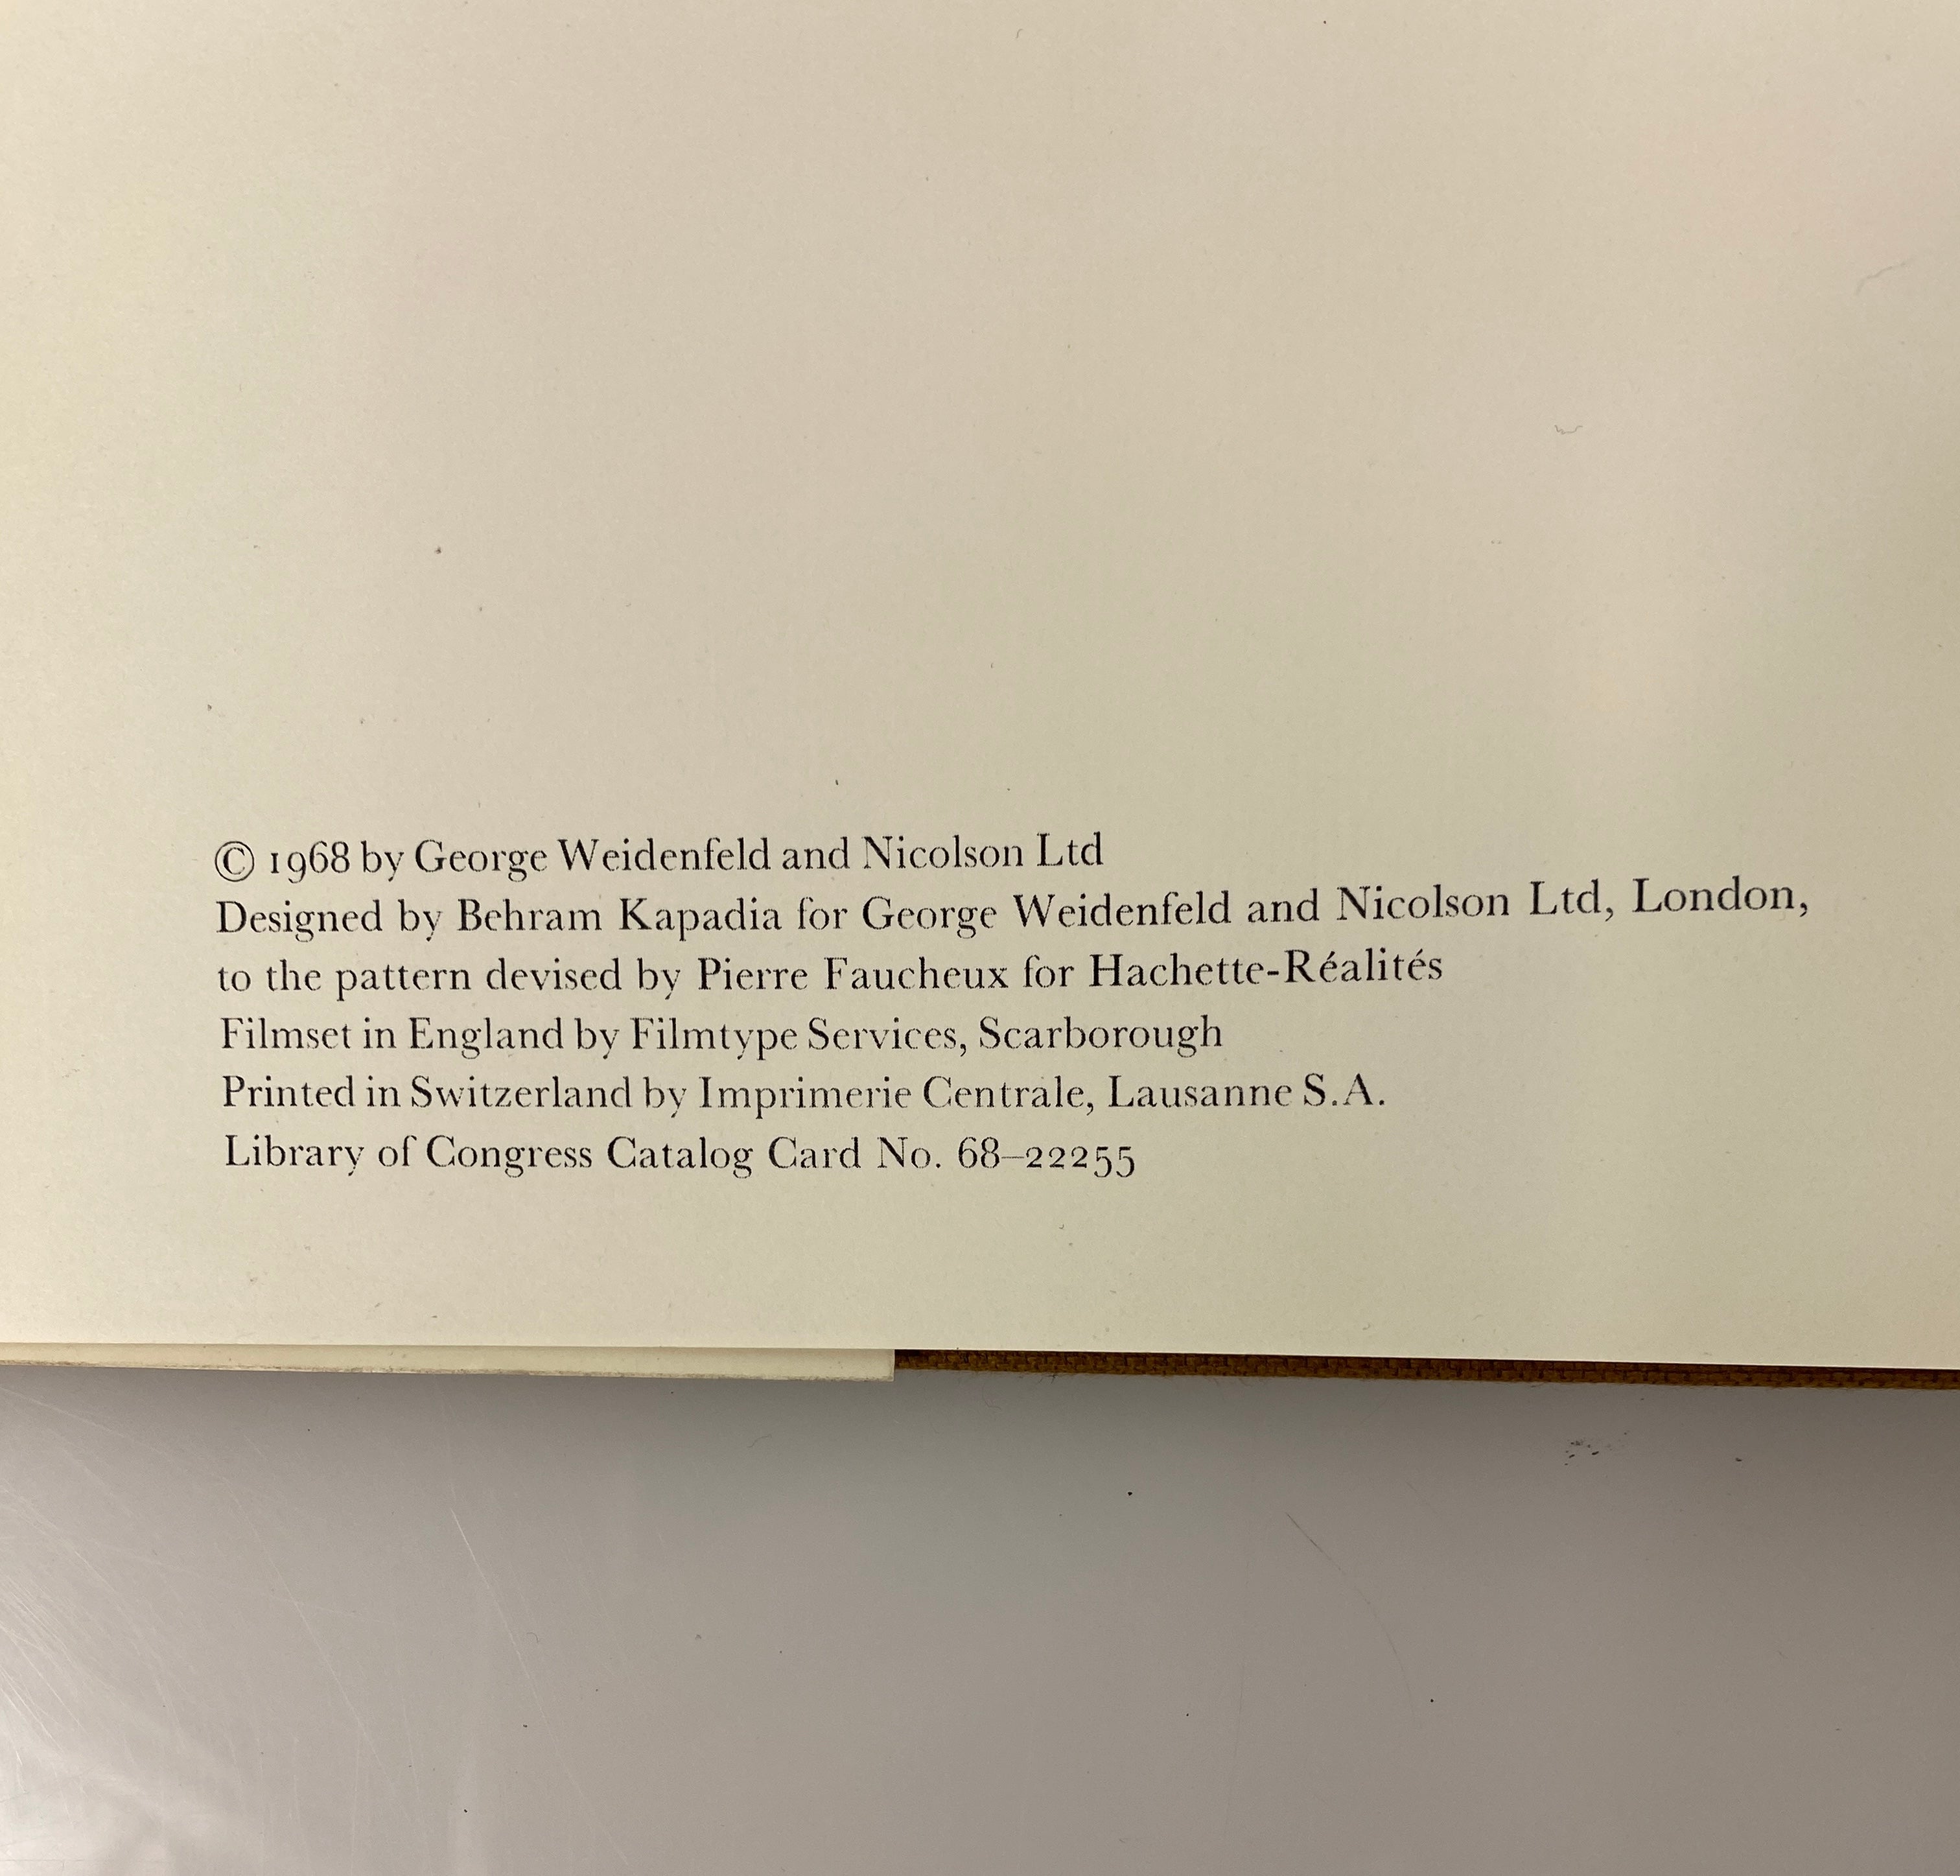 © 1968 by George Weidenfeld and Nicolson Ltd
Designed by Behram Kapadia for George Weidenfeld and Nicolson Ltd, London,
to the pattern devised by Pierre Faucheux for Hachette-Réalités
Filmset in England by Filmtype Services, Scarborough
Printed in Switzerland by Imprimerie Centrale, Lausanne S.A.
Library of Congress Catalog Card No. 68–22255